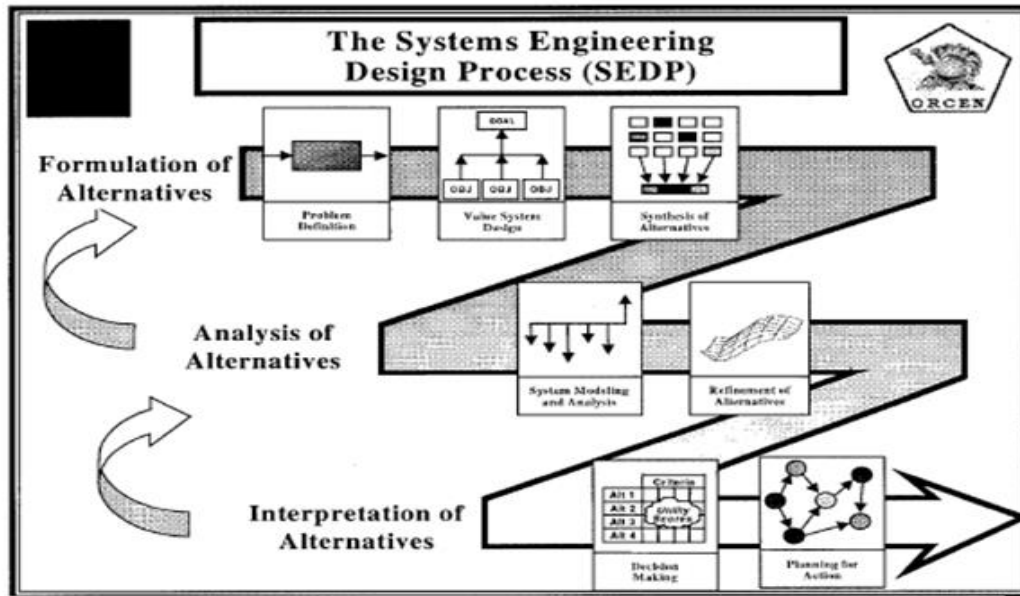 The Systems Engineering
Design Process (SEDP)
ORCEN
Formulation of
Alternatives
GOAL
OBJ OBJ OBJ
Problem
Definition
Value System
Design
Synthesis of
Alternatives
Analysis of
Alternatives
System Modeling
and Analysis
Refinement of
Alternatives
Interpretation of
Alternatives
Criteria
Alt 1
Alt 2
Alt 3
Alt 4
Utility
Scores
Decision
Making
Planning for
Action